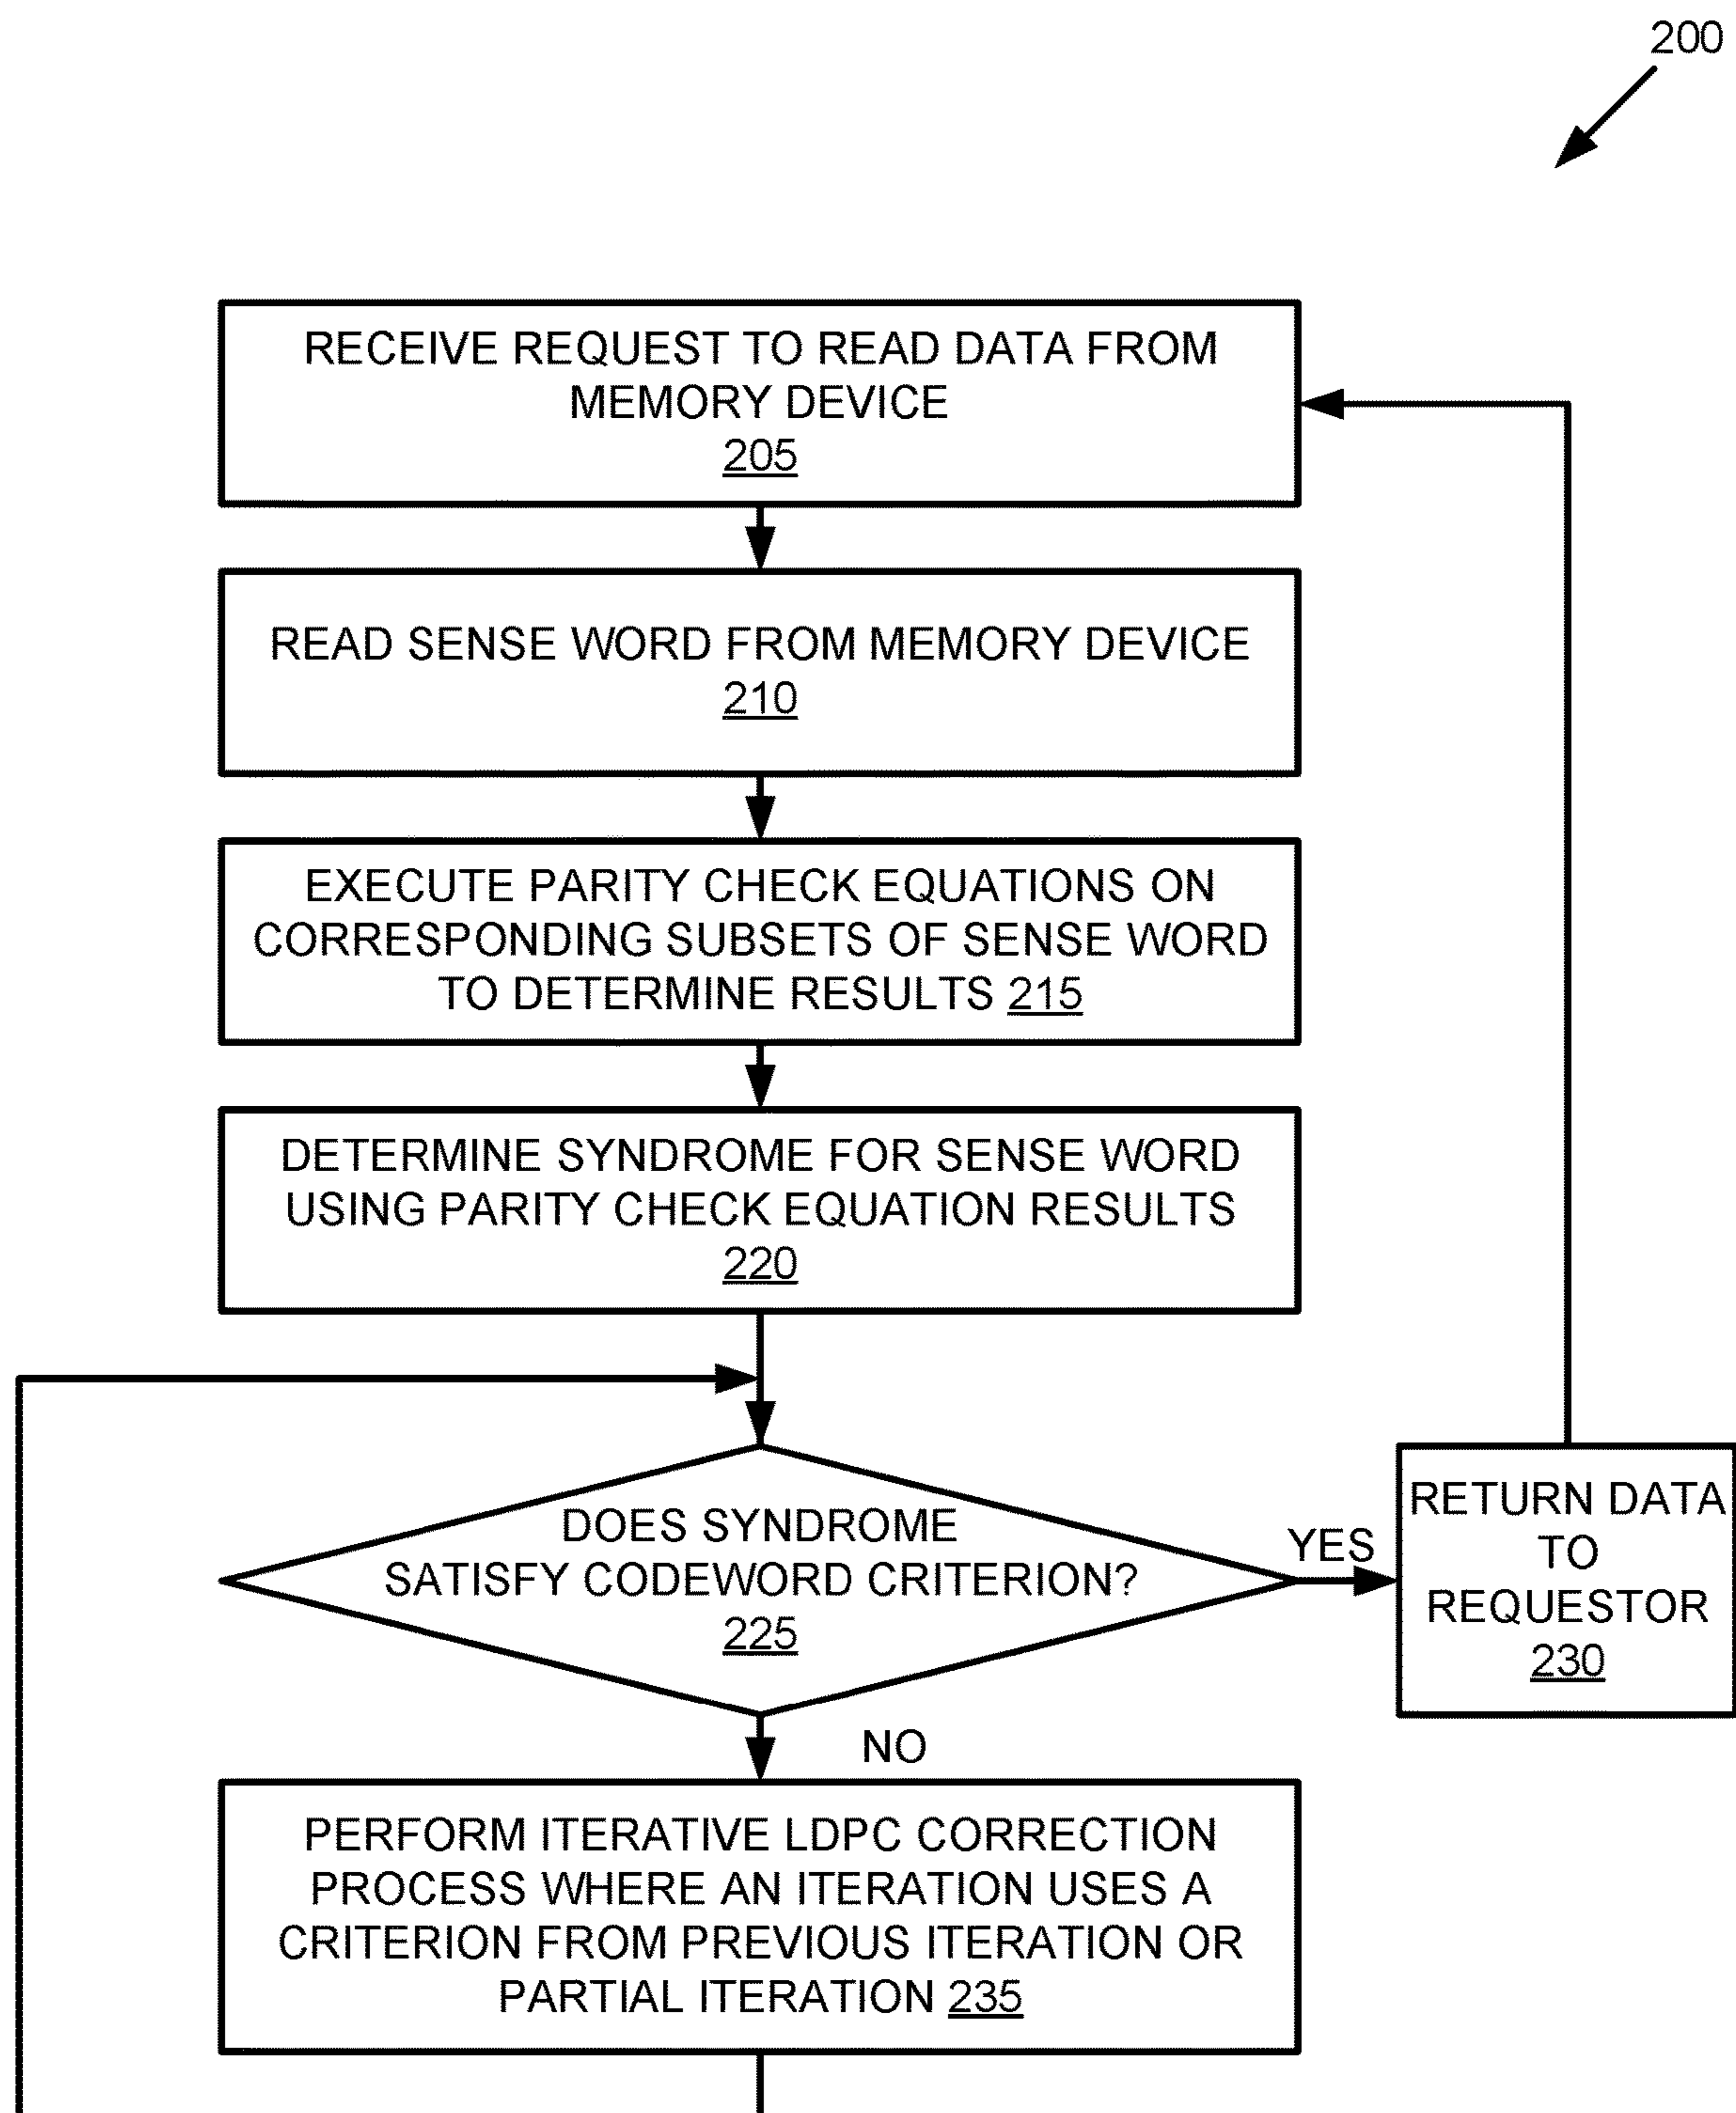 200
RECEIVE REQUEST TO READ DATA FROM
MEMORY DEVICE
205
READ SENSE WORD FROM MEMORY DEVICE
210
EXECUTE PARITY CHECK EQUATIONS ON
CORRESPONDING SUBSETS OF SENSE WORD
TO DETERMINE RESULTS 215
DETERMINE SYNDROME FOR SENSE WORD
USING PARITY CHECK EQUATION RESULTS
220
DOES SYNDROME
SATISFY CODEWORD CRITERION?
225
YES
RETURN DATA
TO
REQUESTOR
230
NO
PERFORM ITERATIVE LDPC CORRECTION
PROCESS WHERE AN ITERATION USES A
CRITERION FROM PREVIOUS ITERATION OR
PARTIAL ITERATION 235